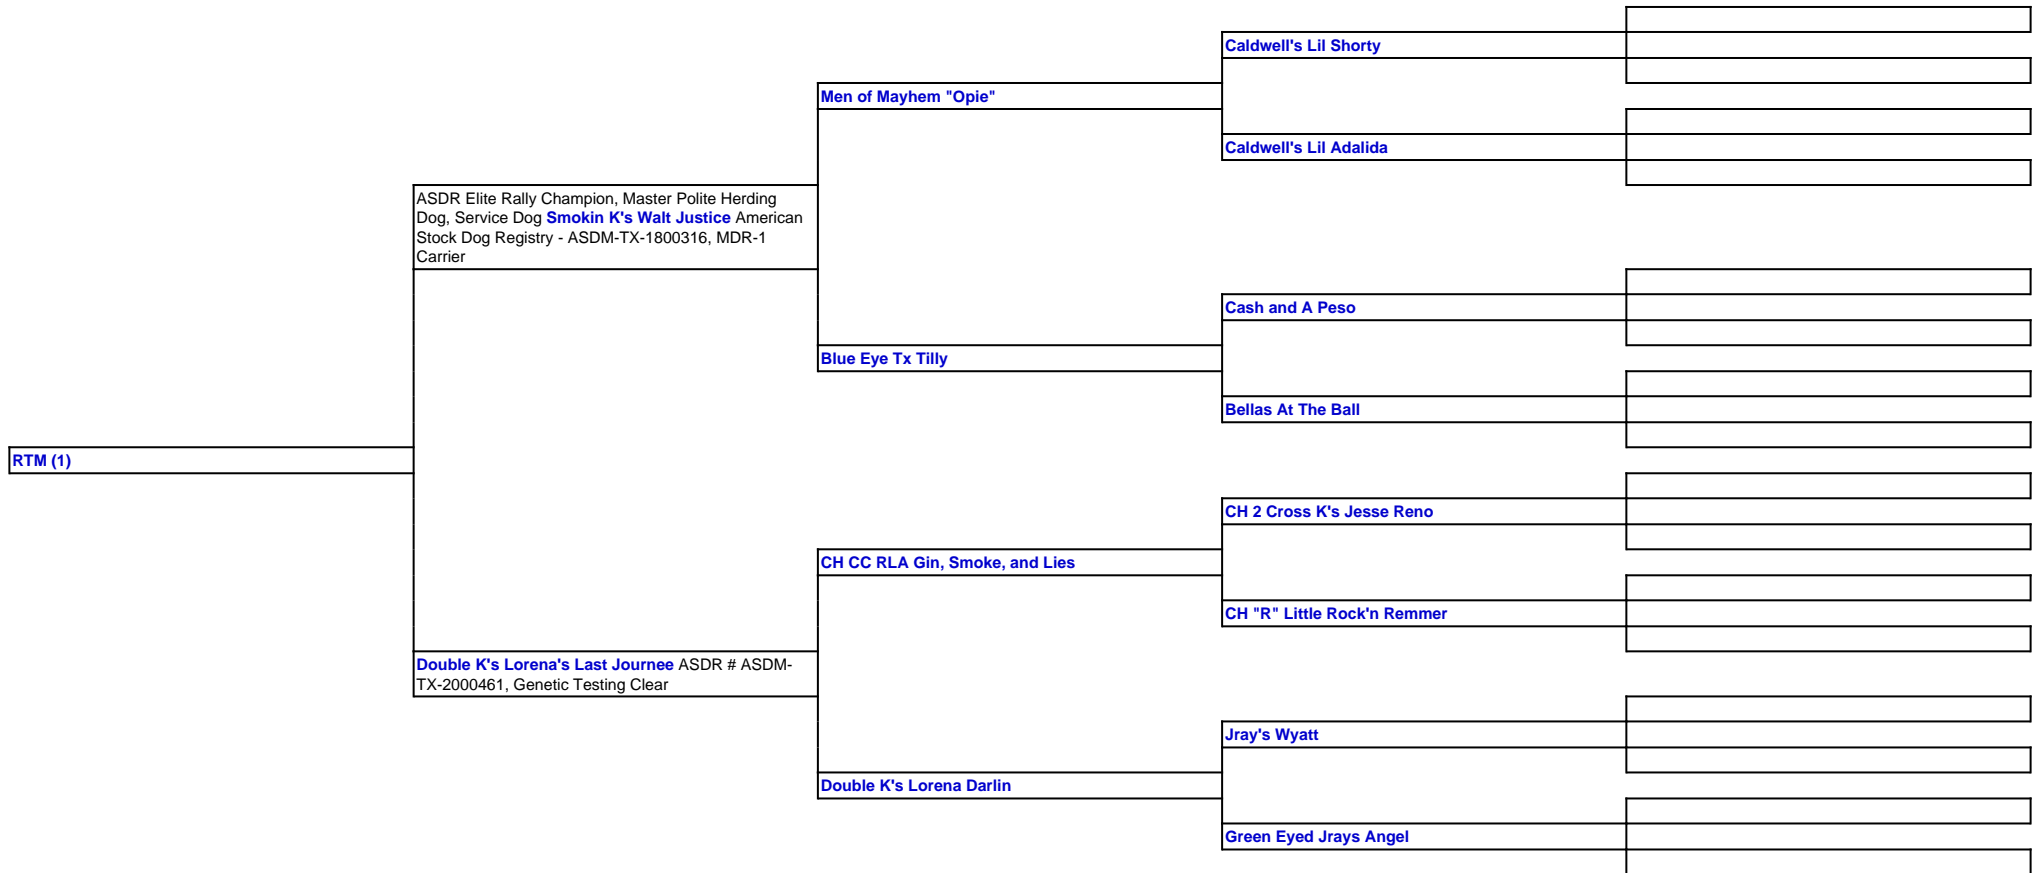 Caldwell's Lil Shorty
Men of Mayhem "Opie"
Caldwell's Lil Adalida
ASDR Elite Rally Champion, Master Polite Herding
Dog, Service Dog Smokin K's Walt Justice American
Stock Dog Registry - ASDM-TX-1800316, MDR-1
Carrier
Cash and A Peso
Blue Eye Tx Tilly
Bellas At The Ball
RTM (1)
CH 2 Cross K's Jesse Reno
CH CC RLA Gin, Smoke, and Lies
CH "R" Little Rock'n Remmer
Double K's Lorena's Last Journee ASDR # ASDM-
TX-2000461, Genetic Testing Clear
Jray's Wyatt
Double K's Lorena Darlin
Green Eyed Jrays Angel